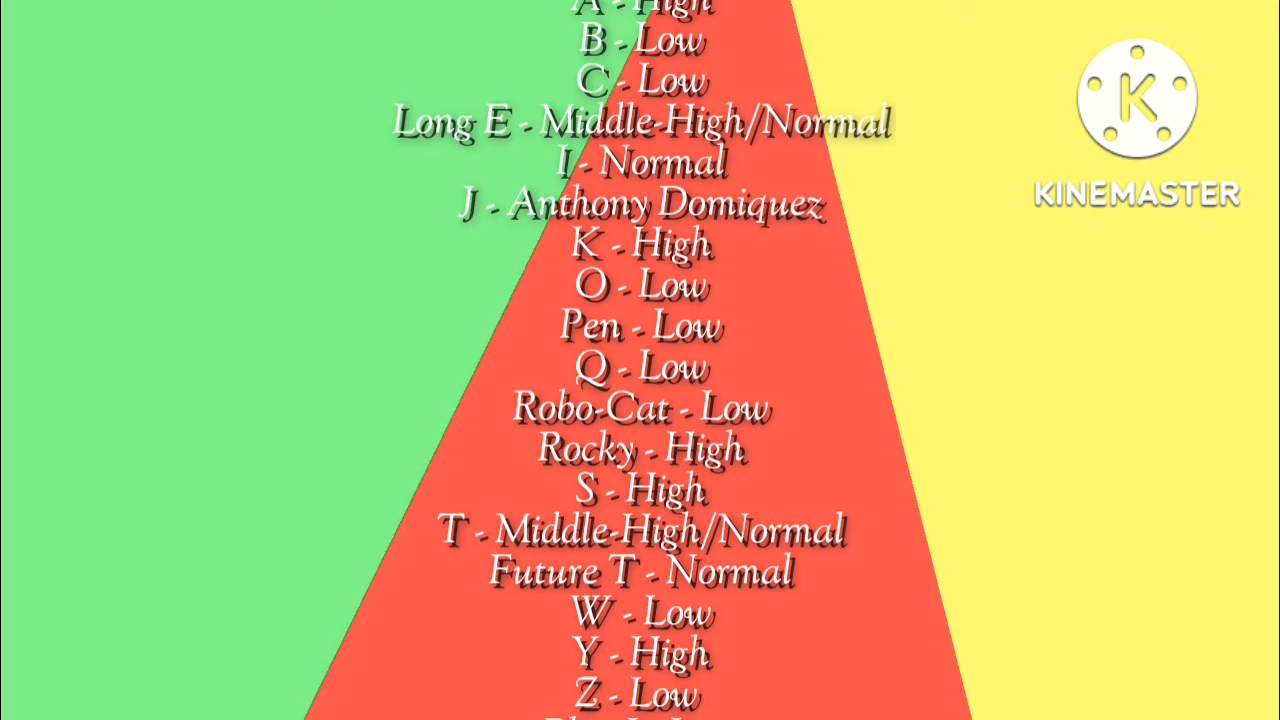 A - High
B - Low
C - Low
Long E - Middle-High/Normal
I - Normal
J - Anthony Domiquez
K - High
O - Low
Pen - Low
Q - Low
Robo-Cat - Low
Rocky - High
S - High
T - Middle-High/Normal
Future T - Normal
W - Low
Y - High
Z - Low
K
KINEMASTER